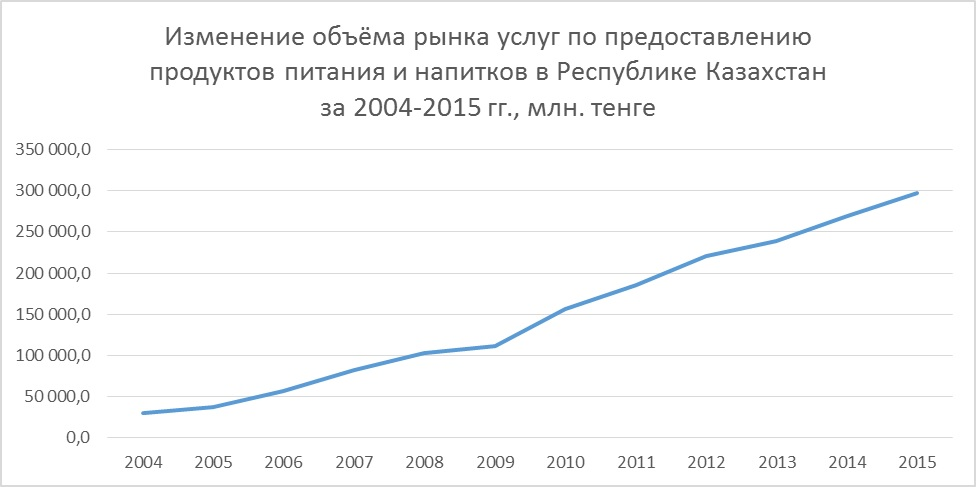 Изменение объёма рынка услуг по предоставлению
продуктов питания и напитков в Республике Казахстан
за 2004-2015 гг., млн. тенге
350 000,0
300 000,0
250 000,0
200 000,0
150 000,0
100 000,0
50 000,0
0,0
2004 2005 2006 2007 2008 2009 2010 2011 2012 2013 2014 2015